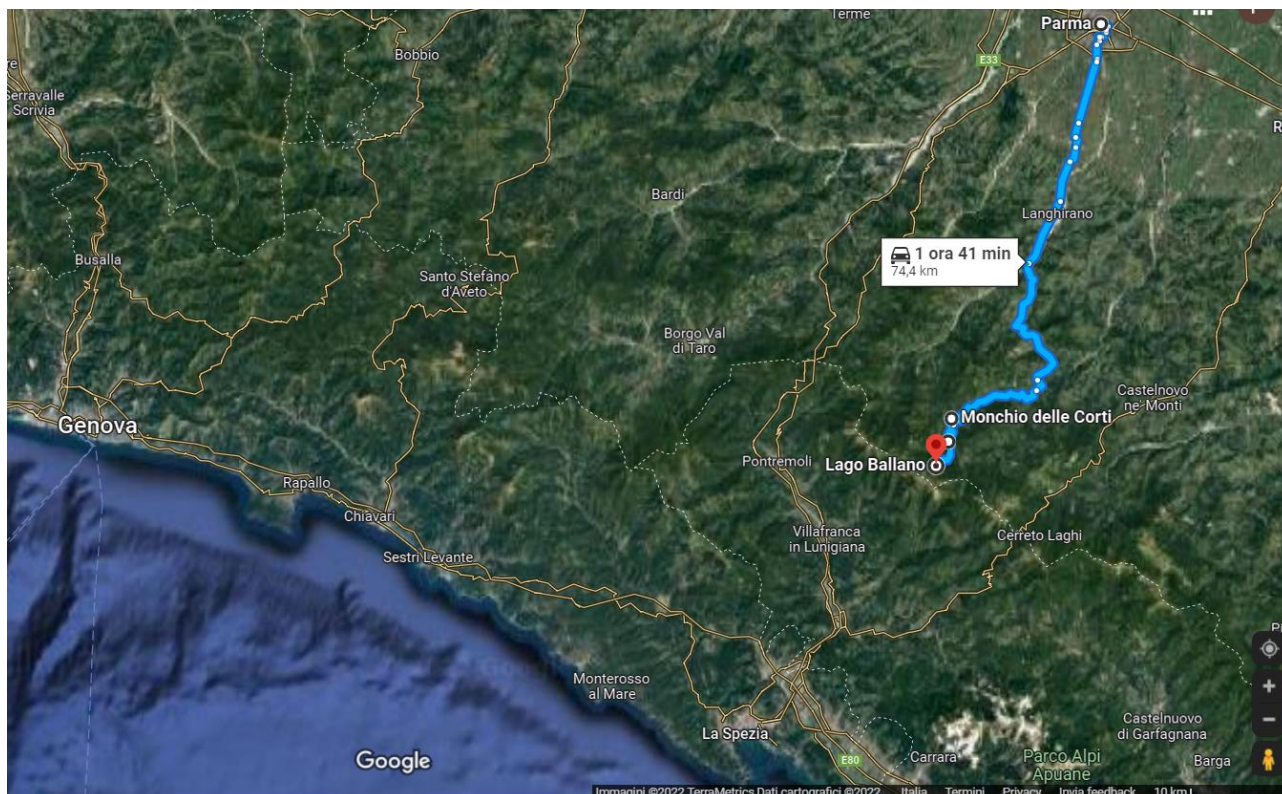 Terme
Parma
E33
Bobbio
Serravalle
Scrivia
Bardi
Langhirano
1 ora 41 min
74,4 km
Busalla
Santo Stefano
d'Aveto
Borgo Val
di Taro
Castelnovo
ne Monti
Genova
Monchio delle Corti
Pontremoli
Lago Ballano
Rapallo
Chiavari
Villafranca
in Lunigiana
Cerreto Laghi
Sestri Levante
Monterosso
al Mare
La Spezia
Castelnuovo
di Garfagnana
Google
E80
Carrara
Parco Alpi
Apuane
Barga
Immagini ©2022 TerraMetrics Dati cartografici ©2022 Italia Termini Privacy Invia feedback 10 km